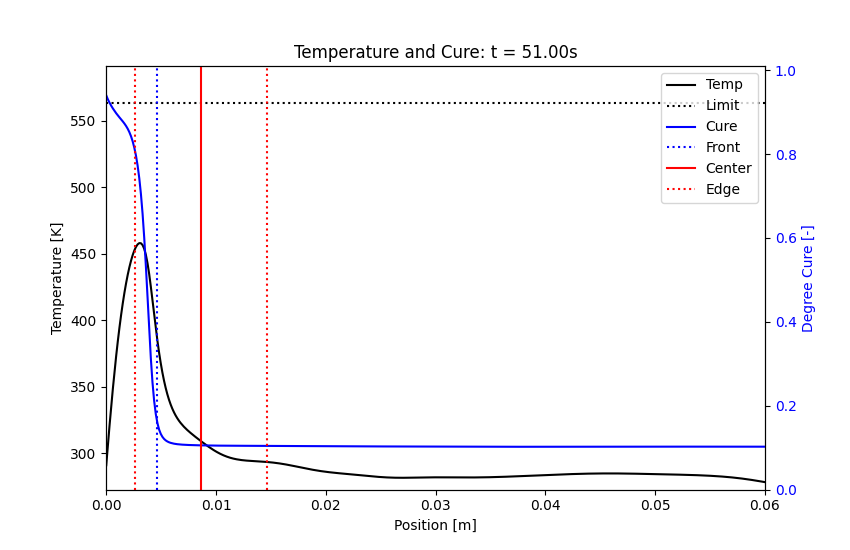 Temperature and Cure: t = 51.00s
Temp
Limit
Cure
Front
Center
Edge
Temperature [K]
550
500
450
400
350
300
Degree Cure [-]
1.0
0.8
0.6
0.4
0.2
0.0
0.00 0.01 0.02 0.03 0.04 0.05 0.06
Position [m]